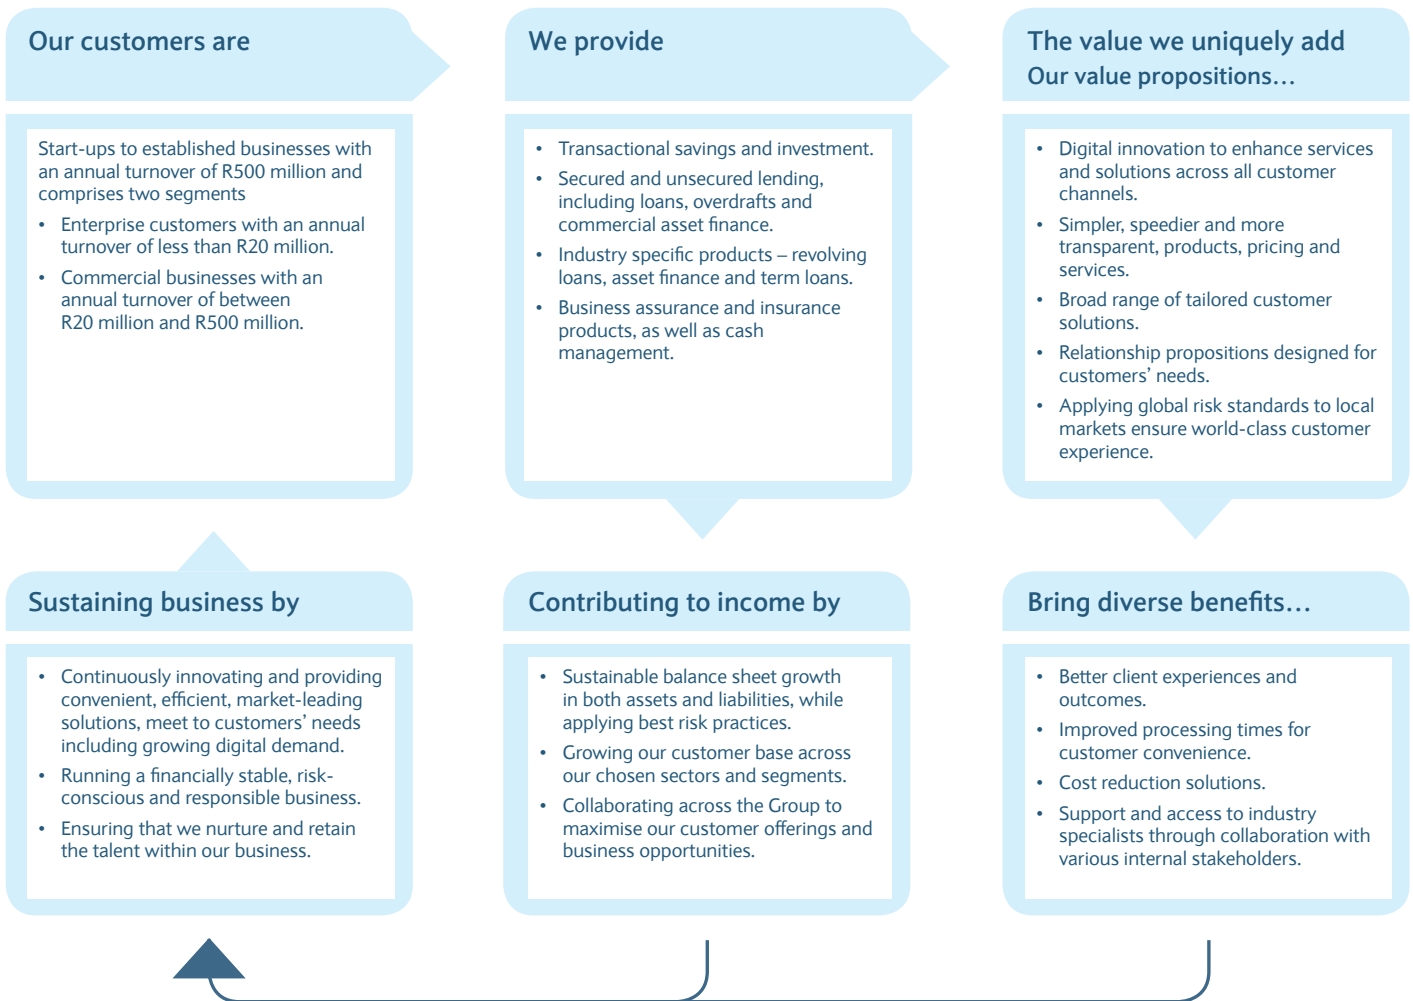 Our customers are
Start-ups to established businesses with
an annual turnover of R500 million and
comprises two segments
• Enterprise customers with an annual
turnover of less than R20 million.
• Commercial businesses with an
annual turnover of between
R20 million and R500 million.
We provide
• Transactional savings and investment.
• Secured and unsecured lending,
including loans, overdrafts and
commercial asset finance.
• Industry specific products – revolving
loans, asset finance and term loans.
• Business assurance and insurance
products, as well as cash
management.
The value we uniquely add
Our value propositions…
• Digital innovation to enhance services
and solutions across all customer
channels.
• Simpler, speedier and more
transparent, products, pricing and
services.
• Broad range of tailored customer
solutions.
• Relationship propositions designed for
customers’ needs.
• Applying global risk standards to local
markets ensure world-class customer
experience.
Sustaining business by
• Continuously innovating and providing
convenient, efficient, market-leading
solutions, meet to customers’ needs
including growing digital demand.
• Running a financially stable, risk-
conscious and responsible business.
• Ensuring that we nurture and retain
the talent within our business.
Contributing to income by
• Sustainable balance sheet growth
in both assets and liabilities, while
applying best risk practices.
• Growing our customer base across
our chosen sectors and segments.
• Collaborating across the Group to
maximise our customer offerings and
business opportunities.
Bring diverse benefits…
• Better client experiences and
outcomes.
• Improved processing times for
customer convenience.
• Cost reduction solutions.
• Support and access to industry
specialists through collaboration with
various internal stakeholders.